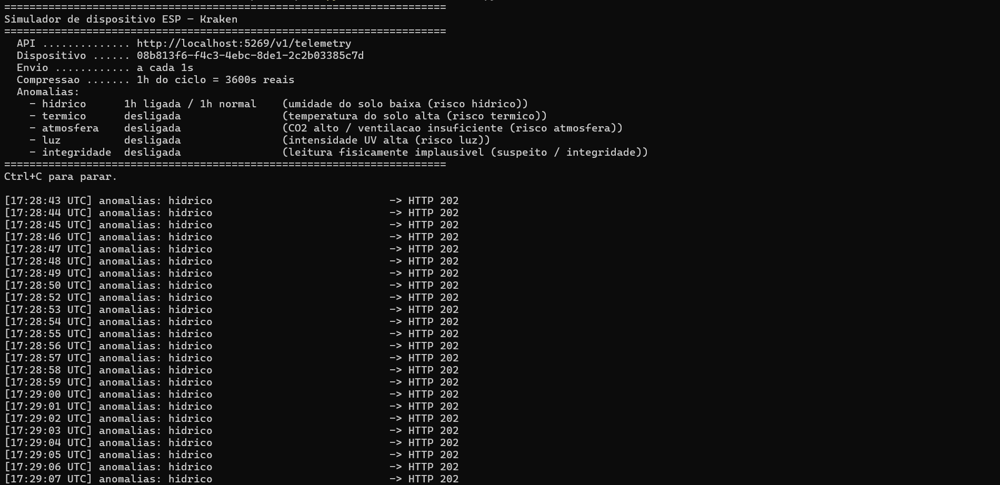 ======================================================================
Simulador de dispositivo ESP — Kraken
======================================================================
  API .............. http://localhost:5269/v1/telemetry
  Dispositivo ...... 08b813f6-f4c3-4ebc-8de1-2c2b03385c7d
  Envio ............ a cada 1s
  Compressao ....... 1h do ciclo = 3600s reais
  Anomalias:
    - hidrico      1h ligada / 1h normal    (umidade do solo baixa (risco hidrico))
    - termico      desligada                (temperatura do solo alta (risco termico))
    - atmosfera    desligada                (CO2 alto / ventilacao insuficiente (risco atmosfera))
    - luz          desligada                (intensidade UV alta (risco luz))
    - integridade  desligada                (leitura fisicamente implausivel (suspeito / integridade))
======================================================================
Ctrl+C para parar.

[17:28:43 UTC] anomalias: hidrico                            -> HTTP 202
[17:28:44 UTC] anomalias: hidrico                            -> HTTP 202
[17:28:45 UTC] anomalias: hidrico                            -> HTTP 202
[17:28:46 UTC] anomalias: hidrico                            -> HTTP 202
[17:28:47 UTC] anomalias: hidrico                            -> HTTP 202
[17:28:48 UTC] anomalias: hidrico                            -> HTTP 202
[17:28:49 UTC] anomalias: hidrico                            -> HTTP 202
[17:28:50 UTC] anomalias: hidrico                            -> HTTP 202
[17:28:52 UTC] anomalias: hidrico                            -> HTTP 202
[17:28:53 UTC] anomalias: hidrico                            -> HTTP 202
[17:28:54 UTC] anomalias: hidrico                            -> HTTP 202
[17:28:55 UTC] anomalias: hidrico                            -> HTTP 202
[17:28:56 UTC] anomalias: hidrico                            -> HTTP 202
[17:28:57 UTC] anomalias: hidrico                            -> HTTP 202
[17:28:58 UTC] anomalias: hidrico                            -> HTTP 202
[17:28:59 UTC] anomalias: hidrico                            -> HTTP 202
[17:29:00 UTC] anomalias: hidrico                            -> HTTP 202
[17:29:01 UTC] anomalias: hidrico                            -> HTTP 202
[17:29:02 UTC] anomalias: hidrico                            -> HTTP 202
[17:29:03 UTC] anomalias: hidrico                            -> HTTP 202
[17:29:04 UTC] anomalias: hidrico                            -> HTTP 202
[17:29:05 UTC] anomalias: hidrico                            -> HTTP 202
[17:29:06 UTC] anomalias: hidrico                            -> HTTP 202
[17:29:07 UTC] anomalias: hidrico                            -> HTTP 202